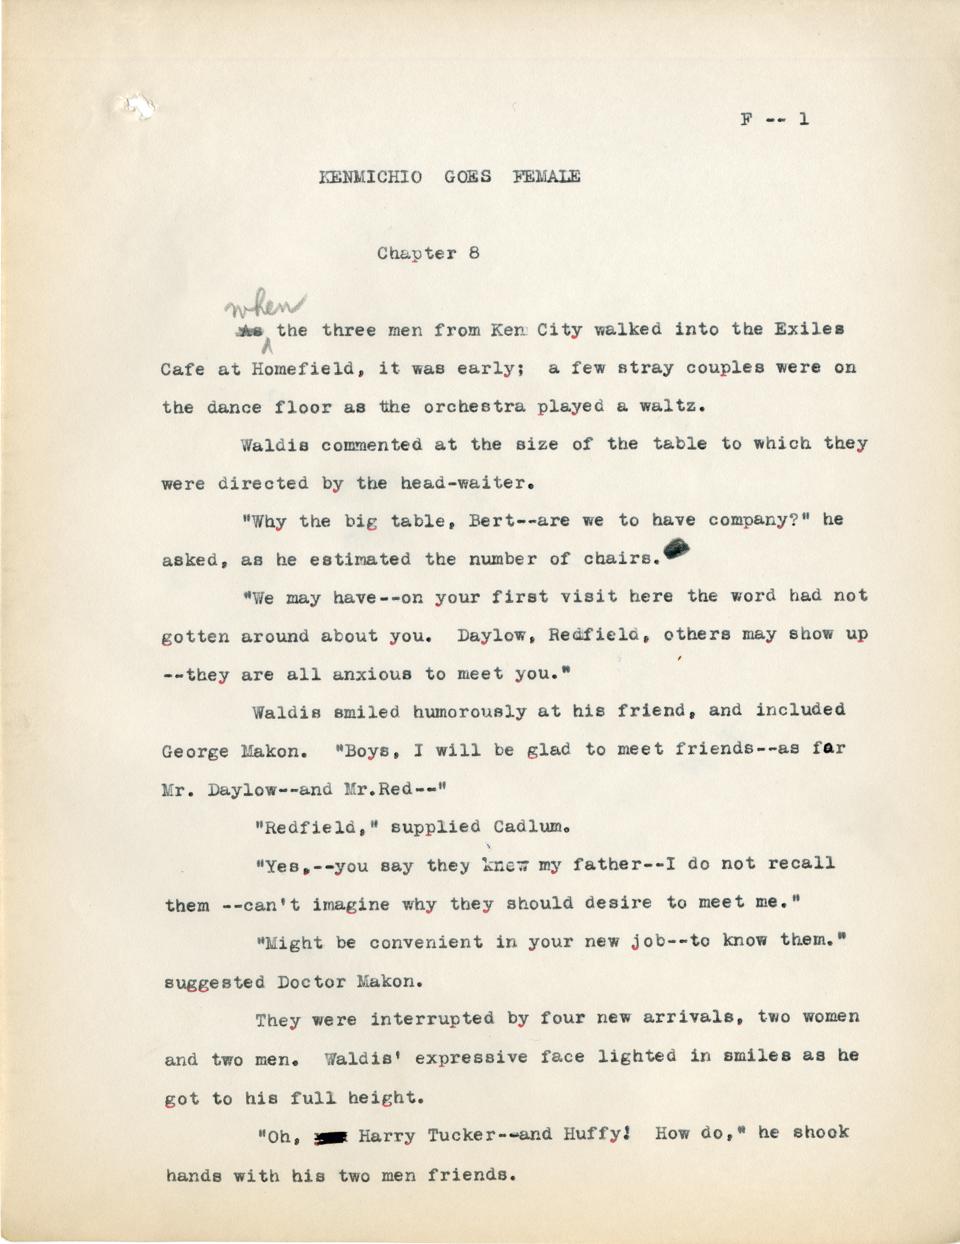 F -- 1
KENMICHIO GOES FEMALE
Chapter 8
when
As the three men from Ken City walked into the Exiles
Cafe at Homefield, it was early; a few stray couples were on
the dance floor as the orchestra played a waltz.
Waldis commented at the size of the table to which they
were directed by the head-waiter.
"Why the big table, Bert--are we to have company?" he
asked, as he estimated the number of chairs.
"We may have--on your first visit here the word had not
gotten around about you. Daylow, Redfield, others may show up
--they are all anxious to meet you."
Waldis smiled humorously at his friend, and included
George Makon. "Boys, I will be glad to meet friends--as far
Mr. Daylow--and Mr.Red--"
"Redfield," supplied Cadlum.
"Yes,--you say they knew my father--I do not recall
them --can't imagine why they should desire to meet me."
"Might be convenient in your new job--to know them."
suggested Doctor Makon.
They were interrupted by four new arrivals, two women
and two men. Waldis' expressive face lighted in smiles as he
got to his full height.
"Oh, Harry Tucker--and Huffy! How do," he shook
hands with his two men friends.